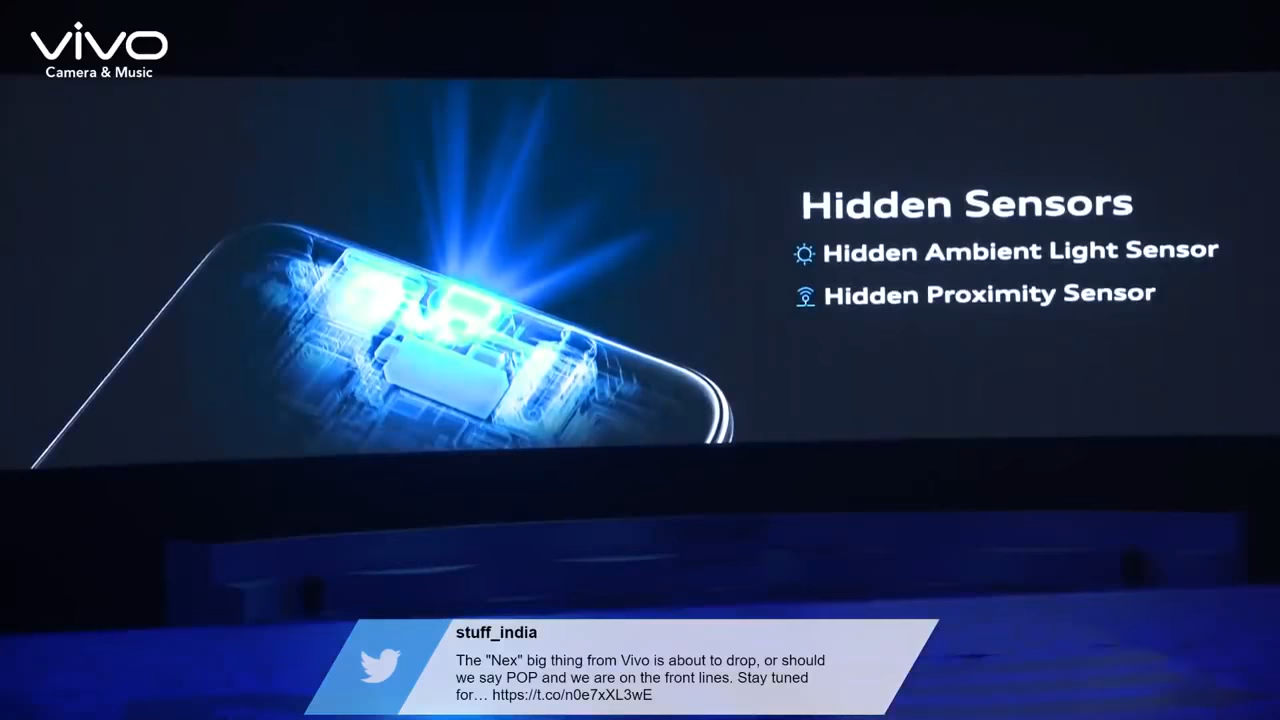 vivo
Camera & Music
Hidden Sensors
Hidden Ambient Light Sensor
Hidden Proximity Sensor
stuff_india
The "Nex" big thing from Vivo is about to drop, or should
we say POP and we are on the front lines. Stay tuned
for… https://t.co/n0e7xXL3wE